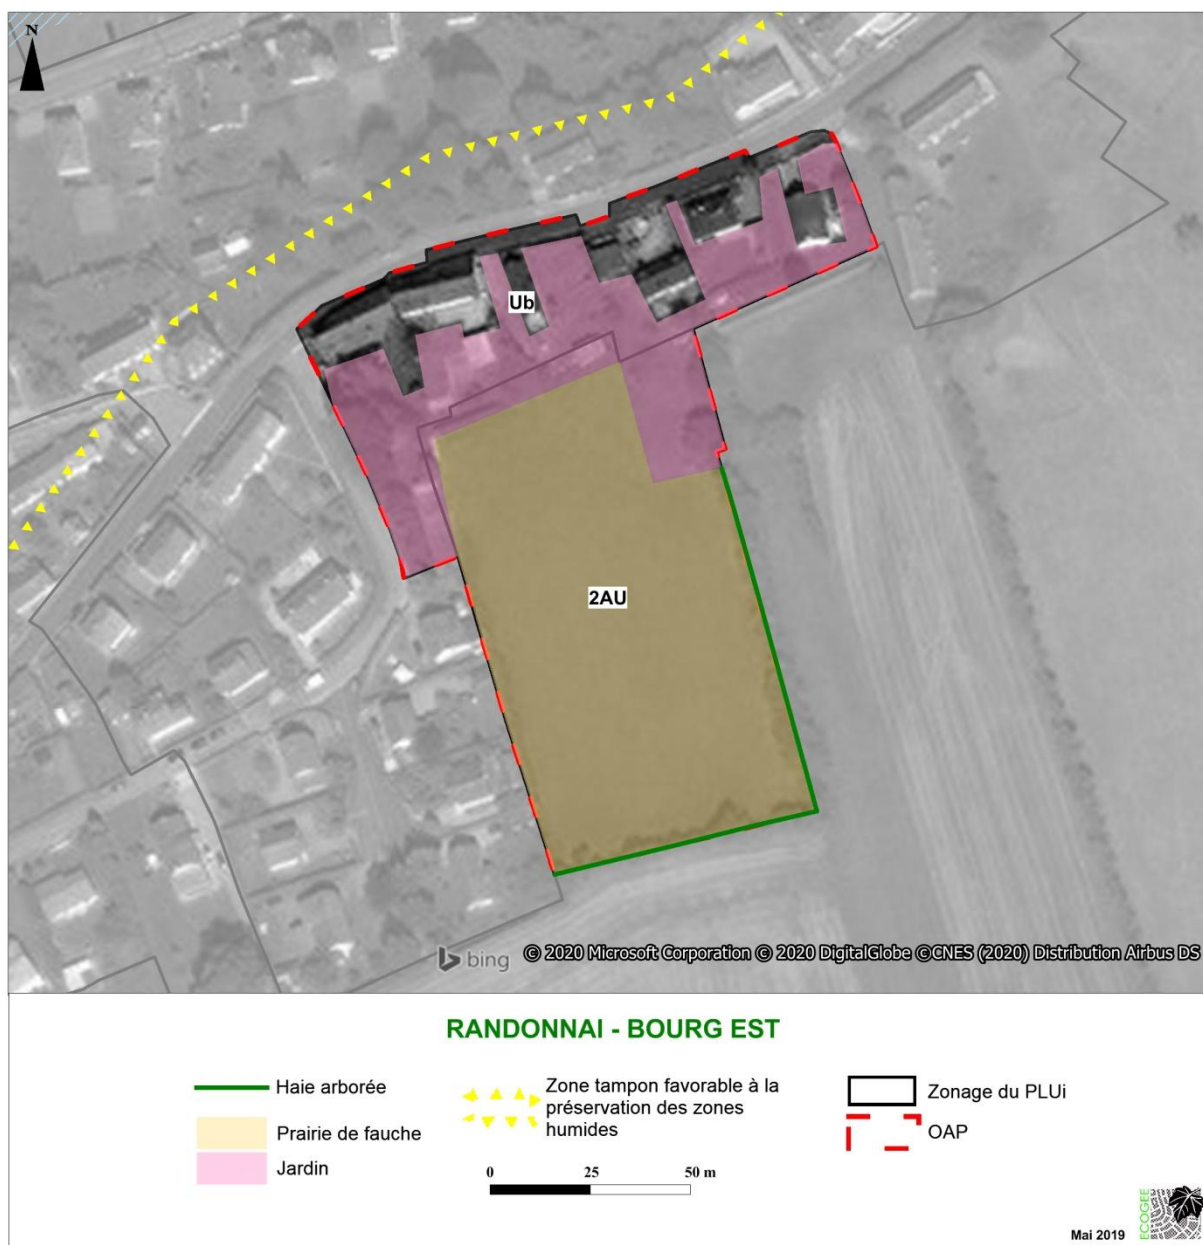 N
Ub
2AU
bing © 2020 Microsoft Corporation © 2020 DigitalGlobe ©CNES (2020) Distribution Airbus DS
RANDONNAI - BOURG EST
Haie arborée
Prairie de fauche
Jardin
Zone tampon favorable à la
préservation des zones
humides
0 25 50 m
Zonage du PLUi
OAP
Mai 2019
ECOGEE